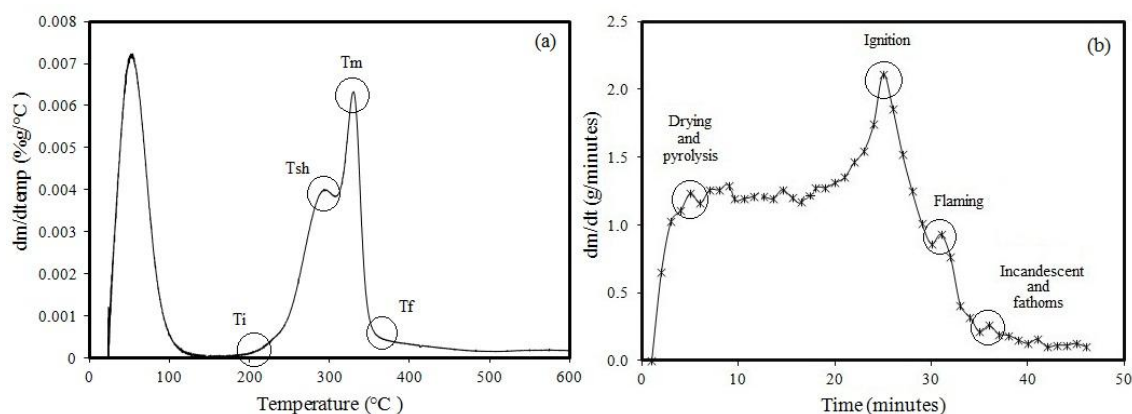 (a)
0.008
0.007
0.006
0.005
0.004
0.003
0.002
0.001
0
dm/dtemp (%g/°C)
Tm
Tsh
Ti
Tf
0 100 200 300 400 500 600
Temperature (°C )
(b)
2.5
2.0
1.5
1.0
0.5
0.0
dm/dt (g/minutes)
Ignition
Drying
and
pyrolysis
Flaming
Incandescent and
fathoms
0 10 20 30 40 50
Time (minutes)